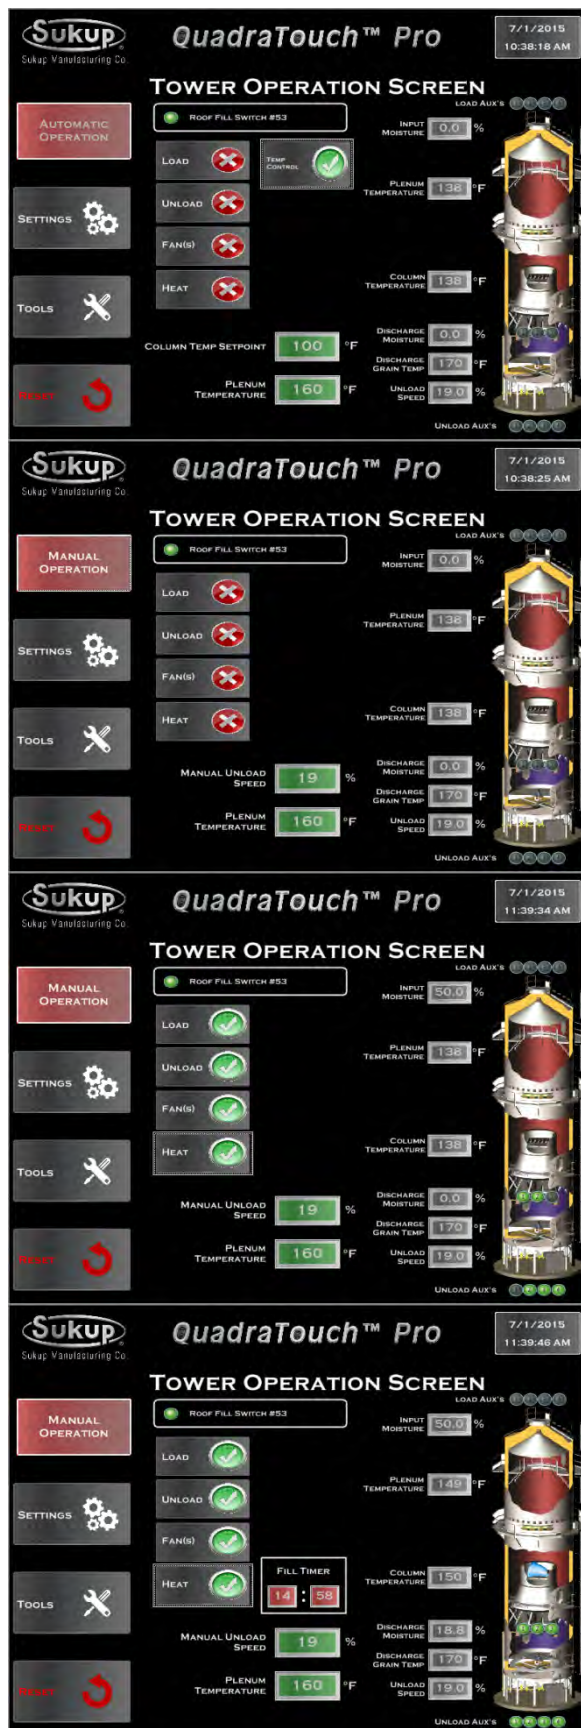 Sukup®
Sukup Manufacturing Co.
QuadraTouch™ Pro
7/1/2015
10:38:18 AM
TOWER OPERATION SCREEN
LOAD AUX'S
AUTOMATIC
OPERATION
ROOF FILL SWITCH #53
INPUT
MOISTURE 0.0 %
LOAD
TEMP
CONTROL
PLENUM
TEMPERATURE 138 °F
UNLOAD
SETTINGS
FAN(S)
HEAT
COLUMN
TEMPERATURE 138 °F
TOOLS
COLUMN TEMP SETPOINT 100 °F
DISCHARGE
MOISTURE 0.0 %
DISCHARGE
GRAIN TEMP 170 °F
PLENUM
TEMPERATURE 160 °F
UNLOAD
SPEED 19.0 %
RESET
UNLOAD AUX'S
Sukup®
Sukup Manufacturing Co.
QuadraTouch™ Pro
7/1/2015
10:38:25 AM
TOWER OPERATION SCREEN
LOAD AUX'S
MANUAL
OPERATION
ROOF FILL SWITCH #53
INPUT
MOISTURE 0.0 %
LOAD
PLENUM
TEMPERATURE 138 °F
UNLOAD
SETTINGS
FAN(S)
HEAT
COLUMN
TEMPERATURE 138 °F
TOOLS
MANUAL UNLOAD
SPEED 19 %
DISCHARGE
MOISTURE 0.0 %
DISCHARGE
GRAIN TEMP 170 °F
PLENUM
TEMPERATURE 160 °F
UNLOAD
SPEED 19.0 %
RESET
UNLOAD AUX'S
Sukup®
Sukup Manufacturing Co.
QuadraTouch™ Pro
7/1/2015
11:39:34 AM
TOWER OPERATION SCREEN
LOAD AUX'S
MANUAL
OPERATION
ROOF FILL SWITCH #53
INPUT
MOISTURE 50.0 %
LOAD
PLENUM
TEMPERATURE 138 °F
UNLOAD
SETTINGS
FAN(S)
HEAT
COLUMN
TEMPERATURE 138 °F
TOOLS
MANUAL UNLOAD
SPEED 19 %
DISCHARGE
MOISTURE 0.0 %
DISCHARGE
GRAIN TEMP 170 °F
PLENUM
TEMPERATURE 160 °F
UNLOAD
SPEED 19.0 %
RESET
UNLOAD AUX'S
Sukup®
Sukup Manufacturing Co.
QuadraTouch™ Pro
7/1/2015
11:39:46 AM
TOWER OPERATION SCREEN
LOAD AUX'S
MANUAL
OPERATION
ROOF FILL SWITCH #53
INPUT
MOISTURE 50.0 %
LOAD
PLENUM
TEMPERATURE 149 °F
UNLOAD
SETTINGS
FAN(S)
HEAT
FILL TIMER
14 : 58
COLUMN
TEMPERATURE 150 °F
TOOLS
MANUAL UNLOAD
SPEED 19 %
DISCHARGE
MOISTURE 18.8 %
DISCHARGE
GRAIN TEMP 170 °F
PLENUM
TEMPERATURE 160 °F
UNLOAD
SPEED 19.0 %
RESET
UNLOAD AUX'S